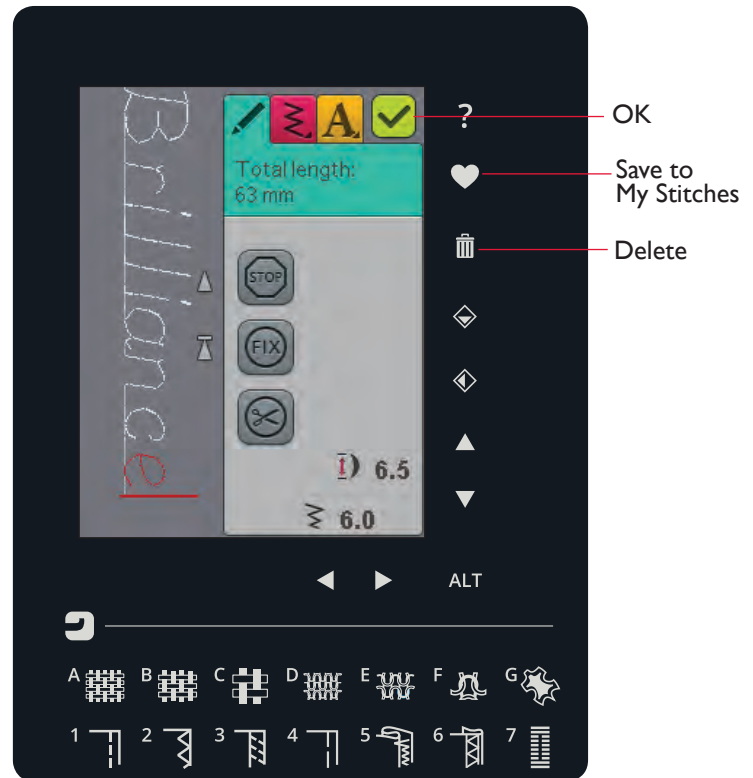 Brilliance
A
Total length:
63 mm
STOP
FIX
6.5
6.0
?
OK
Save to
My Stitches
Delete
ALT
A B C D E F G
1 2 3 4 5 6 7